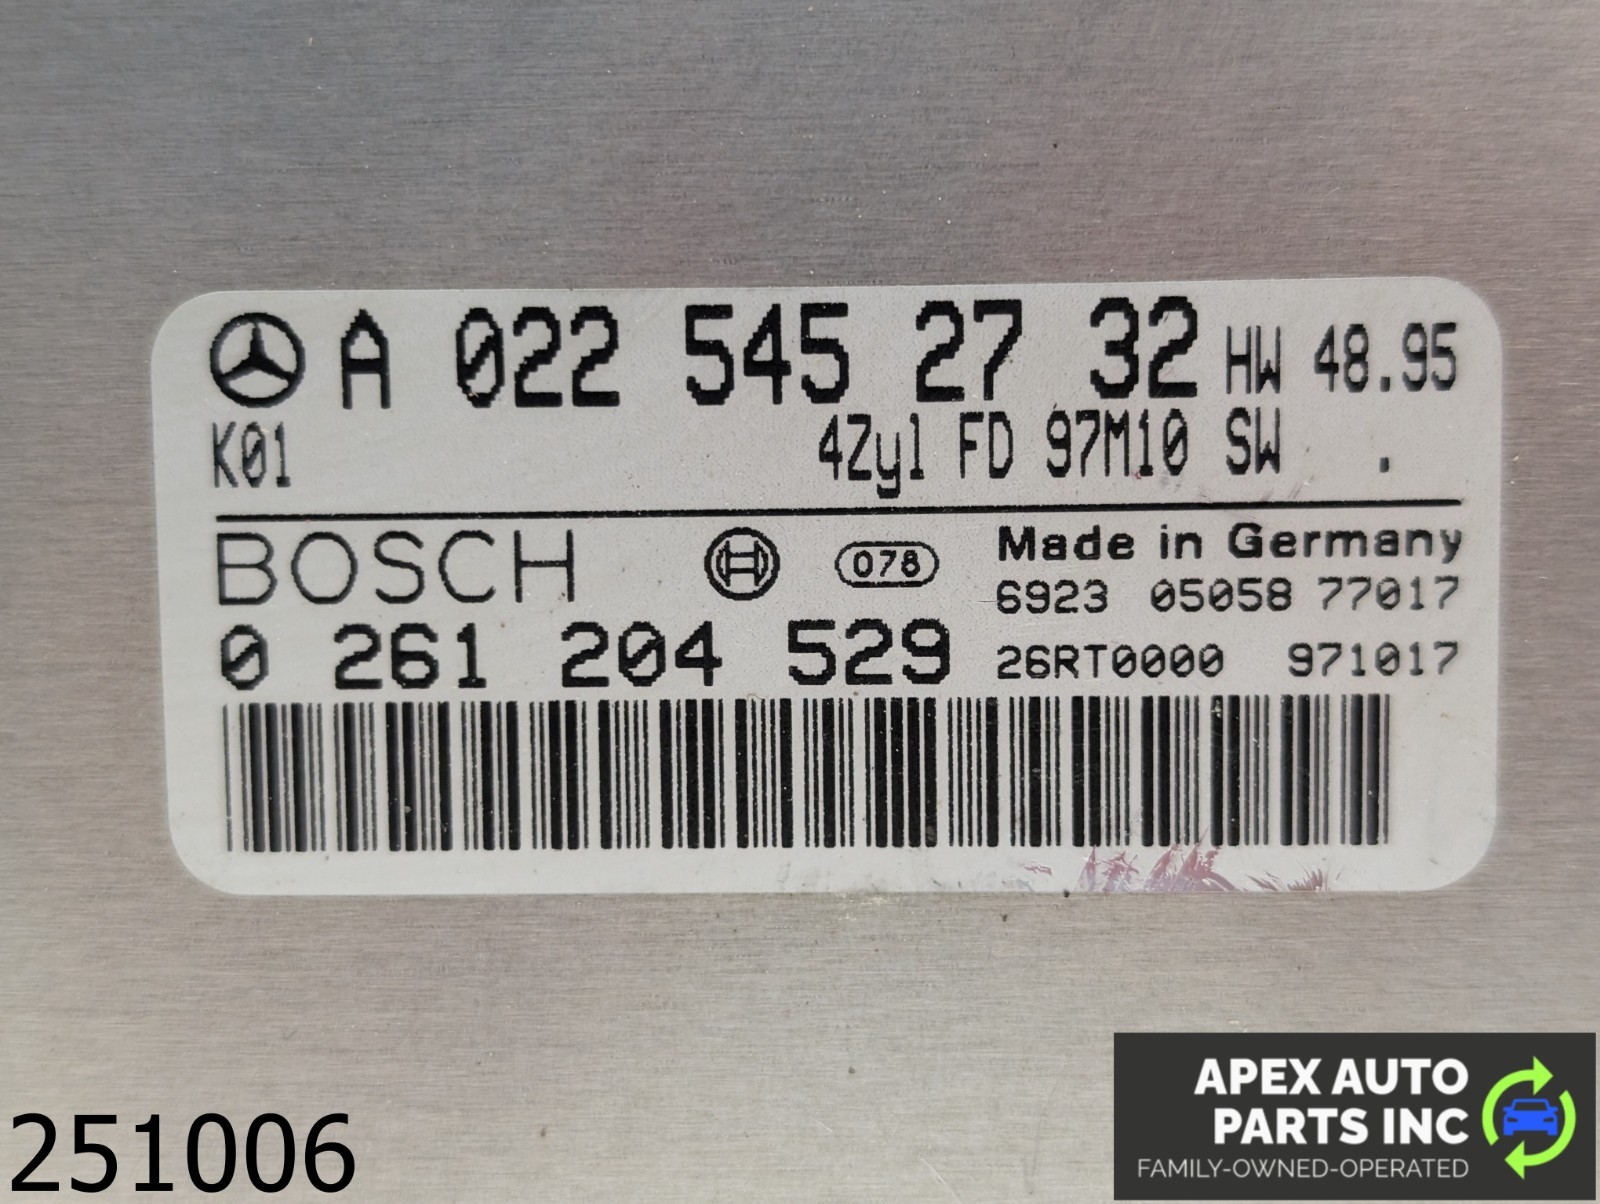 A 022 545 27 32 HW 48.95
K01 4Zyl FD 97M10 SW .
BOSCH 078 Made in Germany
6923 05058 77017
0 261 204 529 26RT0000 971017
251006
APEX AUTO
PARTS INC
FAMILY-OWNED-OPERATED